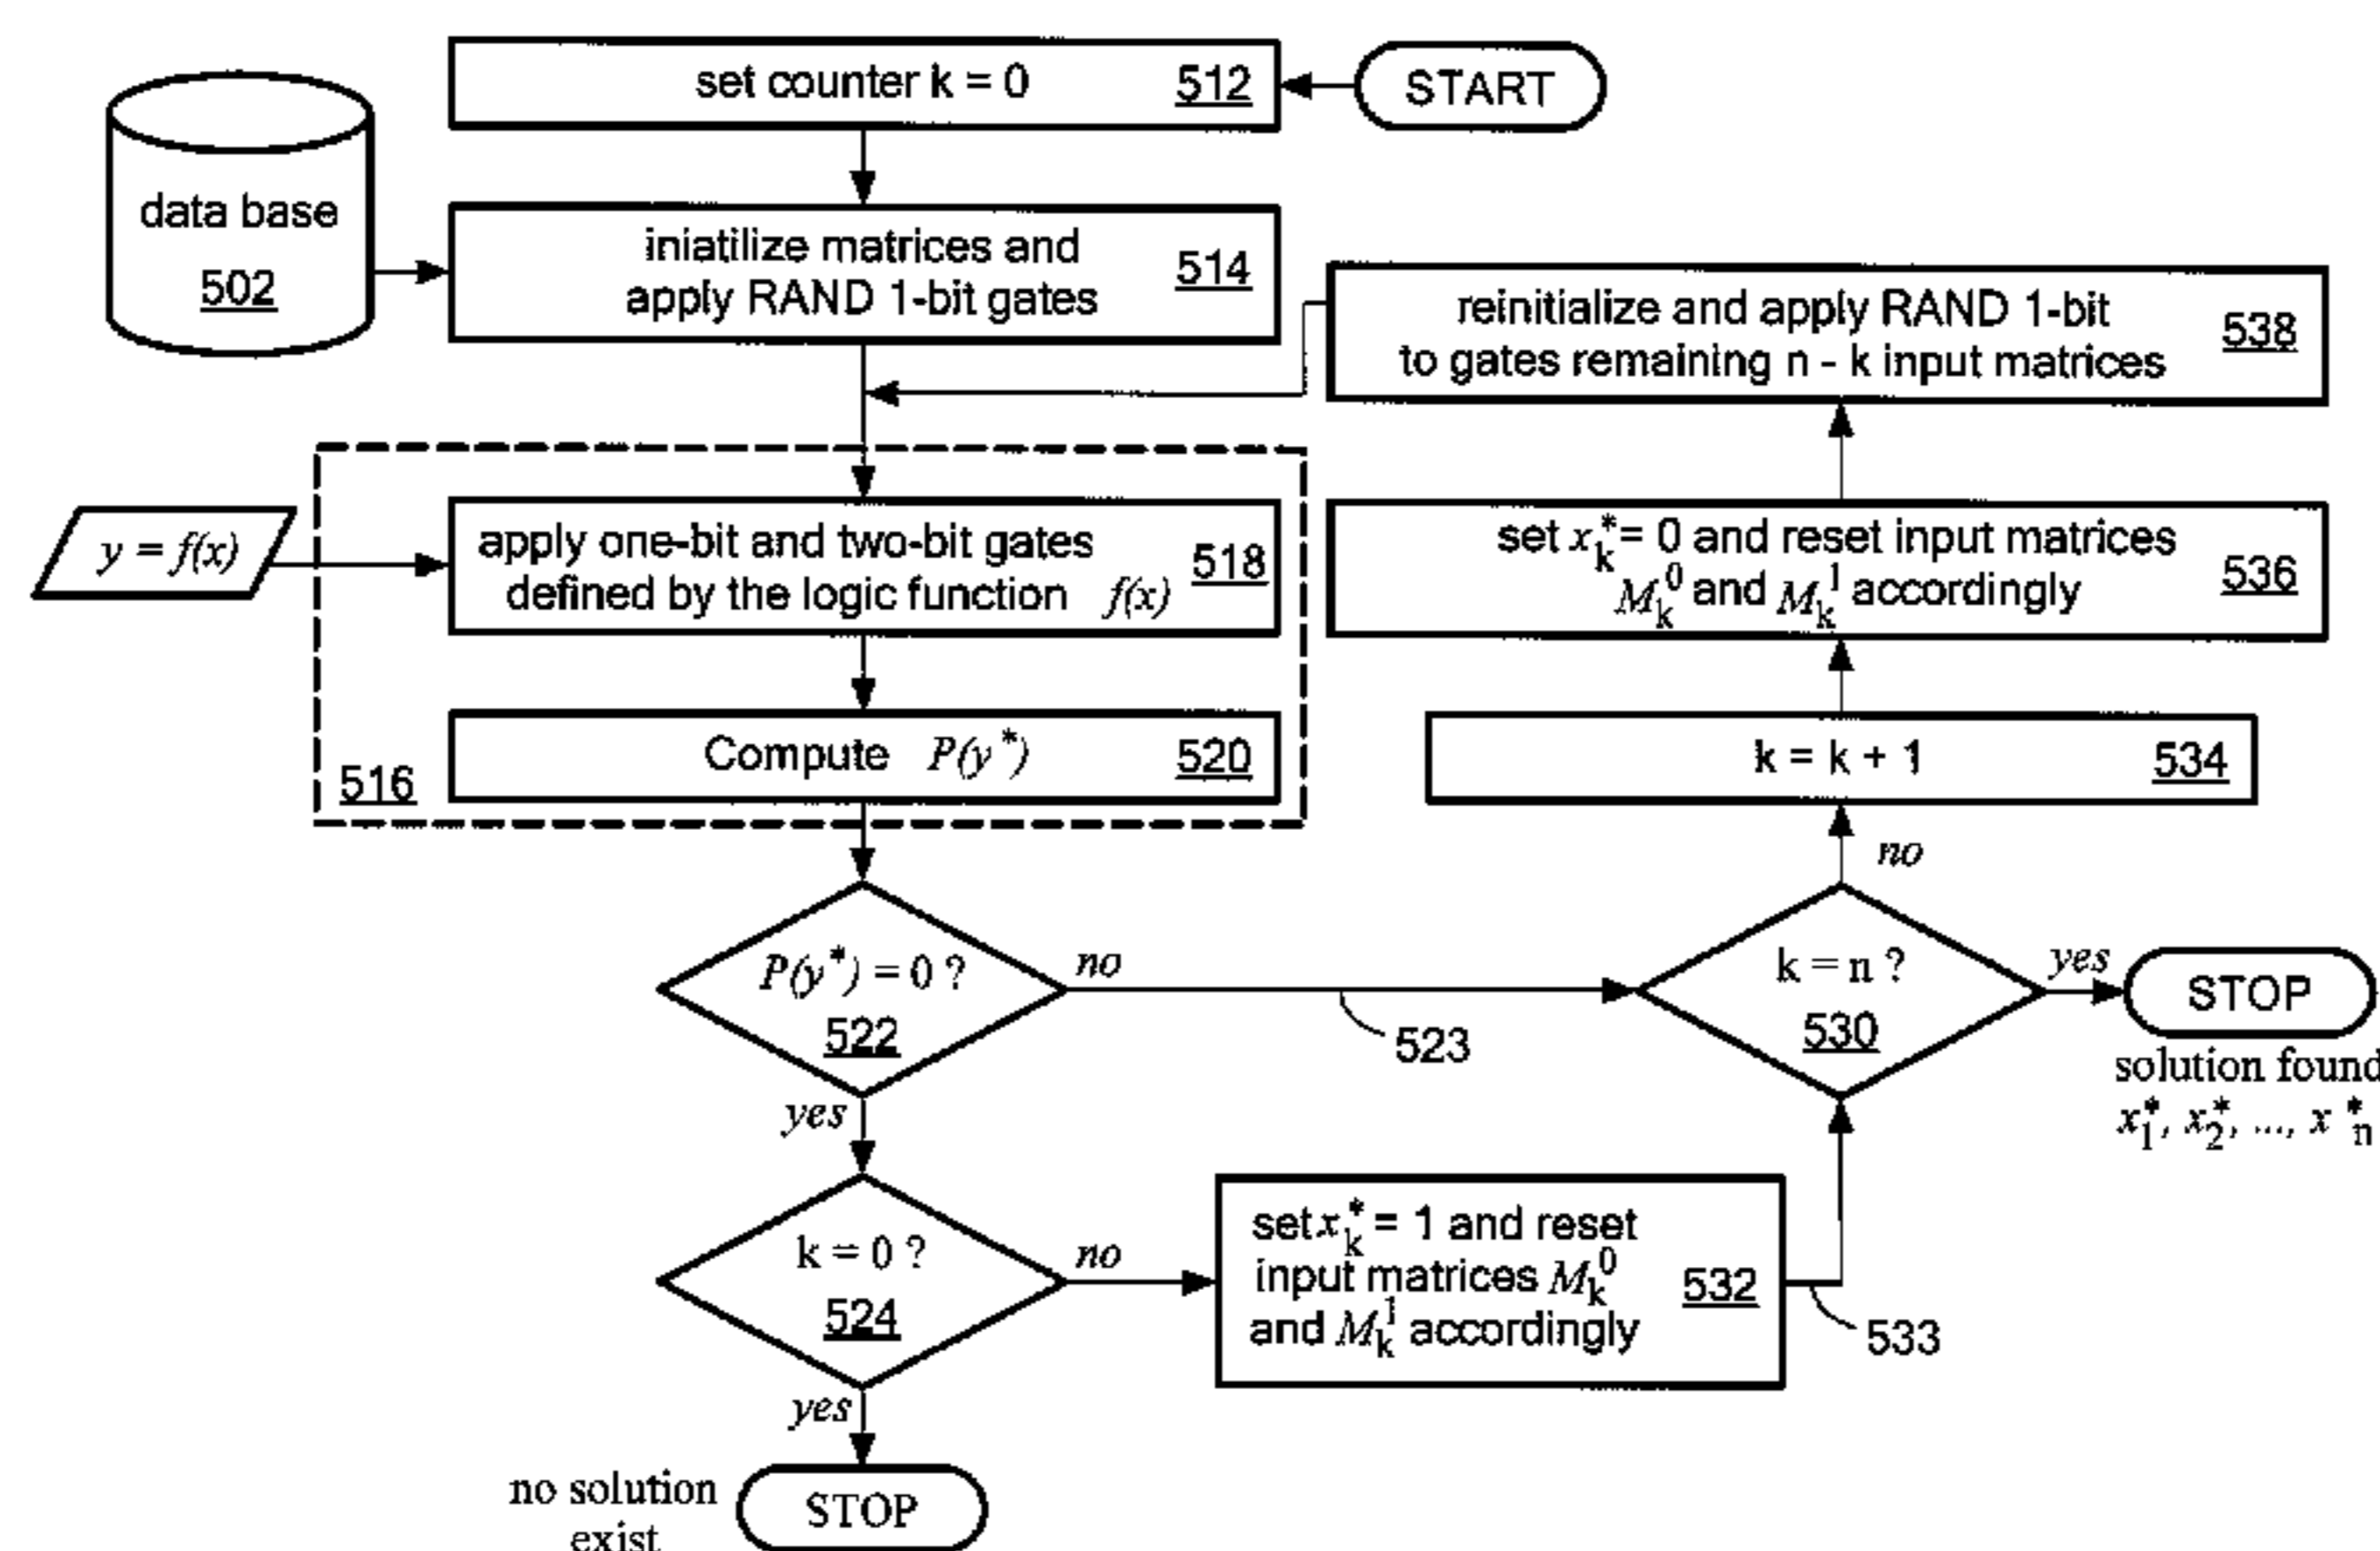 set counter k = 0 512
START
data base
502
iniatilize matrices and
apply RAND 1-bit gates
514
reinitialize and apply RAND 1-bit
to gates remaining n - k input matrices
538
y = f(x)
apply one-bit and two-bit gates
defined by the logic function f(x)
518
set x*k = 0 and reset input matrices
M0k and M1k accordingly
536
Compute P(y*) 520
516
k = k + 1 534
no
P(y*) = 0 ?
522
no
523
k = n ?
530
yes
STOP
solution found
x*1, x*2, ..., x*n
yes
k = 0 ?
524
no
set x*k = 1 and reset
input matrices M0k
and M1k accordingly
532
533
yes
no solution
exist
STOP